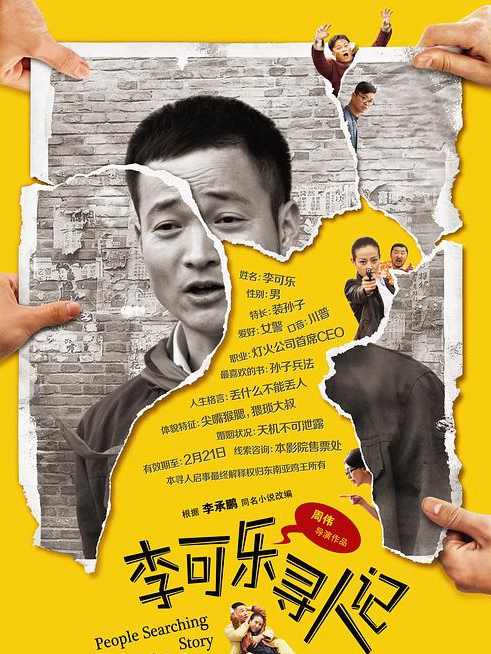 姓名:李可乐
性别:男
特长:装孙子
爱好:女警 口音:川普
职业:灯火公司首席CEO
最喜欢的书:孙子兵法
人生格言:丢什么不能丢人
体貌特征:尖嘴猴腮,猥琐大叔
婚姻状况:天机不可泄露
有效期至:2月21日 线索咨询:本影院售票处
本寻人启事最终解释权归东南亚鸡王所有
根据 李承鹏 同名小说改编
周伟
导演作品
李可乐寻人记
People Searching
Story